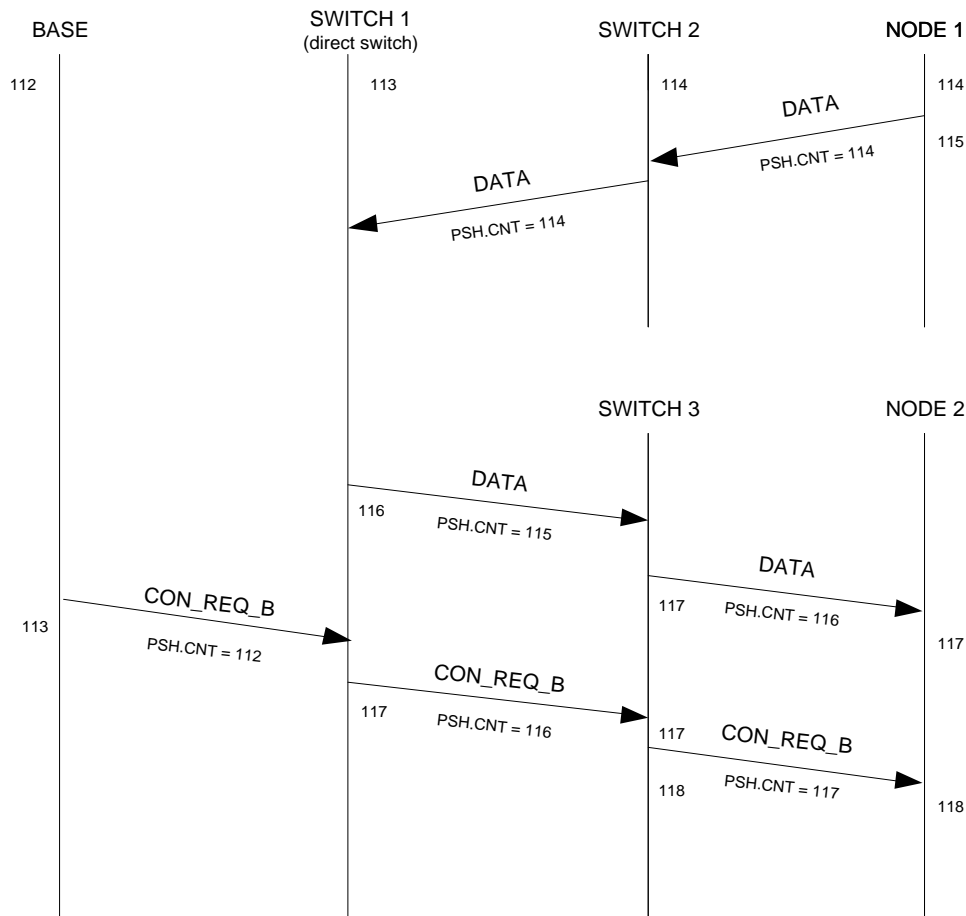 BASE
SWITCH 1
(direct switch)
SWITCH 2
NODE 1
112
113
114
114
DATA
PSH.CNT = 114
115
DATA
PSH.CNT = 114
SWITCH 3
NODE 2
DATA
116
PSH.CNT = 115
DATA
117
PSH.CNT = 116
117
CON_REQ_B
113
PSH.CNT = 112
CON_REQ_B
117
PSH.CNT = 116
117
CON_REQ_B
118
PSH.CNT = 117
118